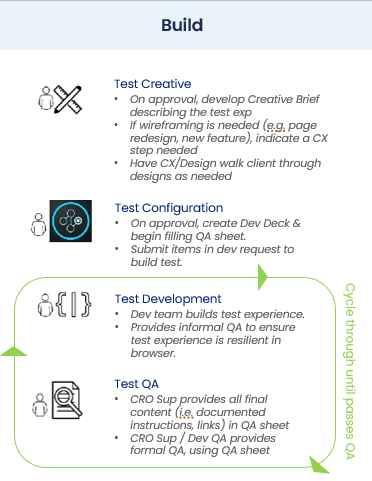 Build
Test Creative
• On approval, develop Creative Brief
describing the test exp
• If wireframing is needed (e.g. page
redesign, new feature), indicate a CX
step needed
• Have CX/Design walk client through
designs as needed
Test Configuration
• On approval, create Dev Deck &
begin filling QA sheet.
• Submit items in dev request to
build test.
Test Development
• Dev team builds test experience.
• Provides informal QA to ensure
test experience is resilient in
browser.
Test QA
• CRO Sup provides all final
content (i.e. documented
instructions, links) in QA sheet
• CRO Sup / Dev QA provides
formal QA, using QA sheet
Cycle through until passes QA